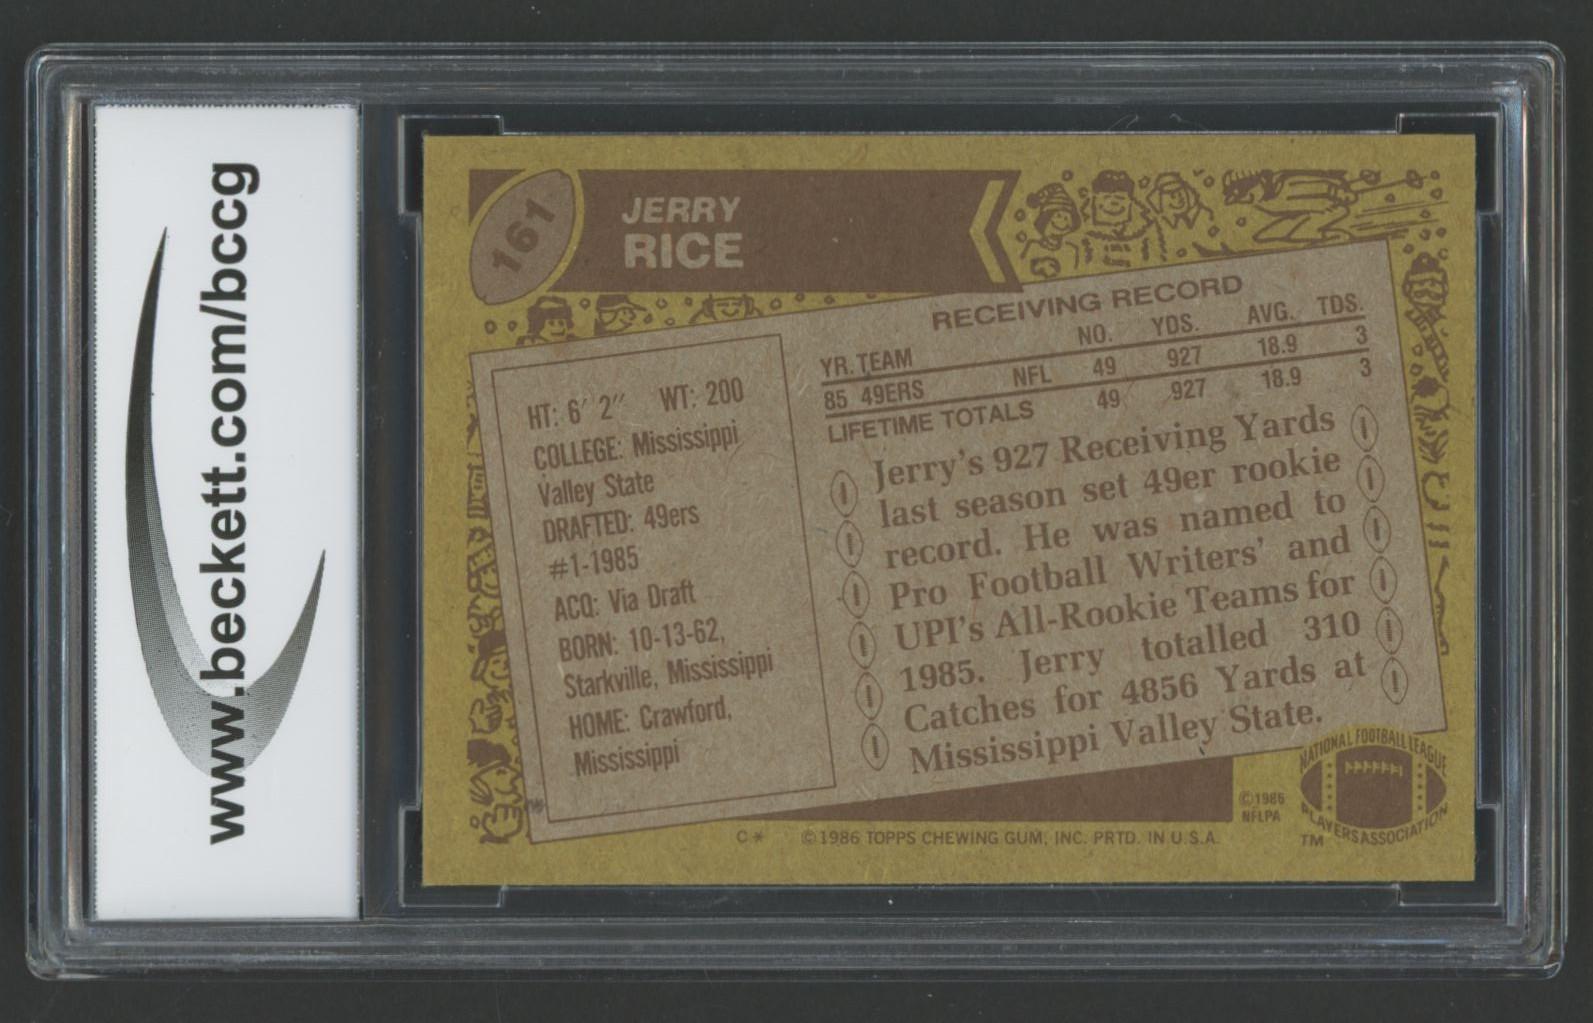 www.beckett.com/bccg
161
JERRY
RICE
RECEIVING RECORD
YR. TEAM NO. YDS. AVG. TDS.
85 49ERS NFL 49 927 18.9 3
LIFETIME TOTALS 49 927 18.9 3
HT: 6′ 2″ WT: 200
COLLEGE: Mississippi
Valley State
DRAFTED: 49ers
#1-1985
ACQ: Via Draft
BORN: 10-13-62,
Starkville, Mississippi
HOME: Crawford,
Mississippi
Jerry's 927 Receiving Yards
last season set 49er rookie
record. He was named to
Pro Football Writers' and
UPI's All-Rookie Teams for
1985. Jerry totalled 310
Catches for 4856 Yards at
Mississippi Valley State.
©1986
NFLPA
NATIONAL FOOTBALL LEAGUE
PLAYERS ASSOCIATION
TM
C* ©1986 TOPPS CHEWING GUM, INC. PRTD. IN U.S.A.